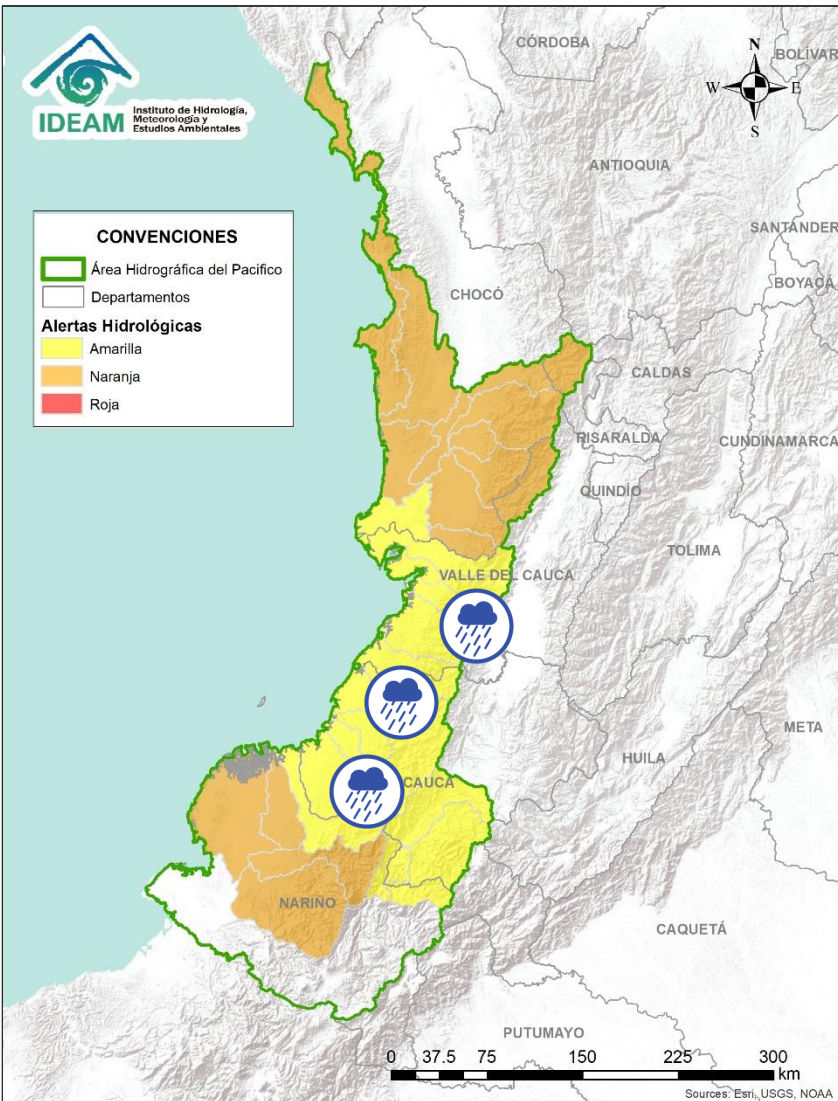 IDEAM
Instituto de Hidrología,
Meteorología y
Estudios Ambientales
CONVENCIONES
Área Hidrográfica del Pacifico
Departamentos
Alertas Hidrológicas
Amarilla
Naranja
Roja
N
W
E
S
CÓRDOBA
BOLÍVAR
ANTIOQUIA
SANTANDER
BOYACÁ
CHOCÓ
CALDAS
RISARALDA
CUNDINAMARCA
QUINDÍO
TOLIMA
VALLE DEL CAUCA
META
HUILA
CAUCA
NARIÑO
CAQUETÁ
PUTUMAYO
0 37.5 75 150 225 300
km
Sources: Esri, USGS, NOAA